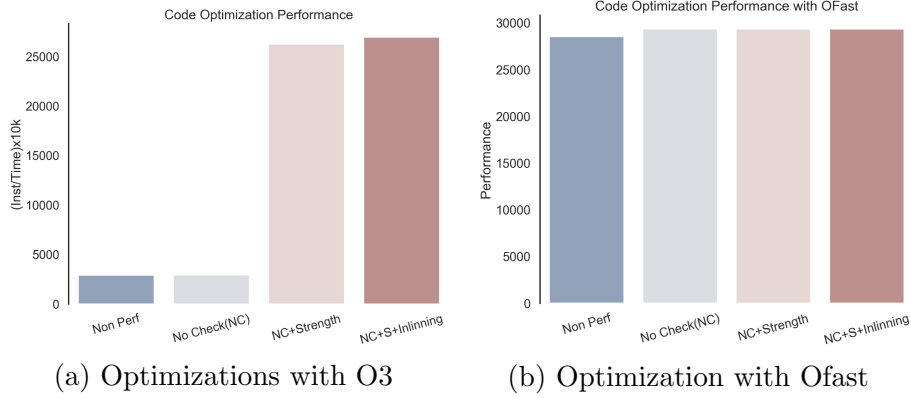 Code Optimization Performance
(Inst/Time)x10k
25000
20000
15000
10000
5000
0
Non Perf
No Check(NC)
NC+Strength
NC+S+Inlinning
(a) Optimizations with O3
Code Optimization Performance with OFast
Performance
30000
25000
20000
15000
10000
5000
0
Non Perf
No Check(NC)
NC+Strength
NC+S+Inlinning
(b) Optimization with Ofast